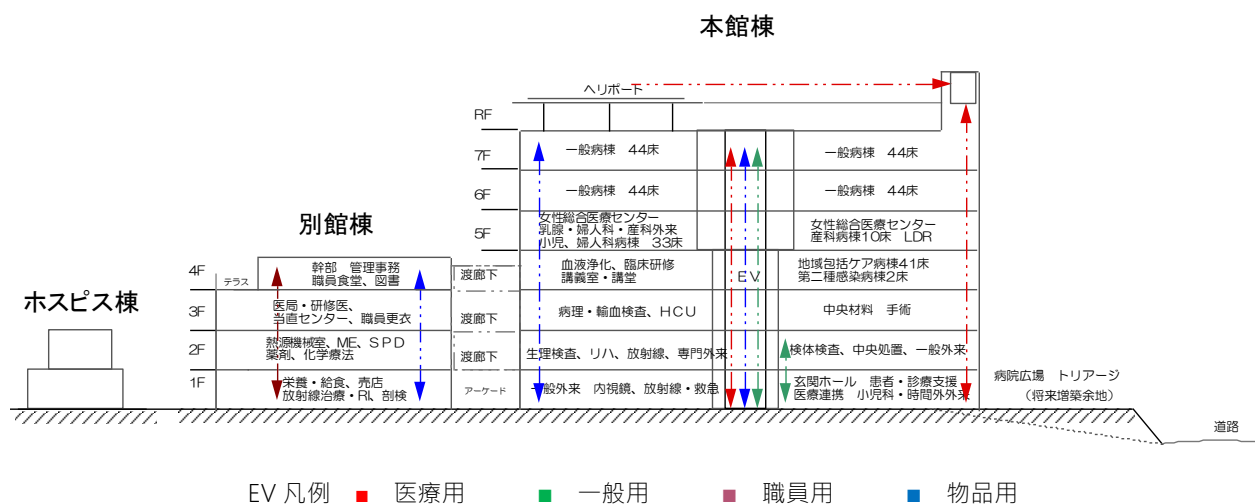 本館棟
ヘリポート
RF
7F
一般病棟 44床
一般病棟 44床
6F
一般病棟 44床
一般病棟 44床
別館棟
5F
女性総合医療センター
乳腺・婦人科・産科外来
小児、婦人科病棟 33床
女性総合医療センター
産科病棟10床 LDR
4F
テラス
幹部 管理事務
職員食堂、図書
渡廊下
血液浄化、臨床研修
講義室・講堂
EV
地域包括ケア病棟41床
第二種感染病棟2床
ホスピス棟
3F
医局・研修医、
当直センター、職員更衣
渡廊下
病理・輸血検査、HCU
中央材料 手術
2F
熱源機械室、ME、SPD
薬剤、化学療法
渡廊下
生理検査、リハ、放射線、専門外来
検体検査、中央処置、一般外来
1F
栄養・給食、売店
放射線治療・RI、剖検
アーケード
一般外来 内視鏡、放射線・救急
玄関ホール 患者・診療支援
医療連携 小児科・時間外外来
病院広場 トリアージ
(将来増築余地)
道路
EV 凡例 医療用 一般用 職員用 物品用